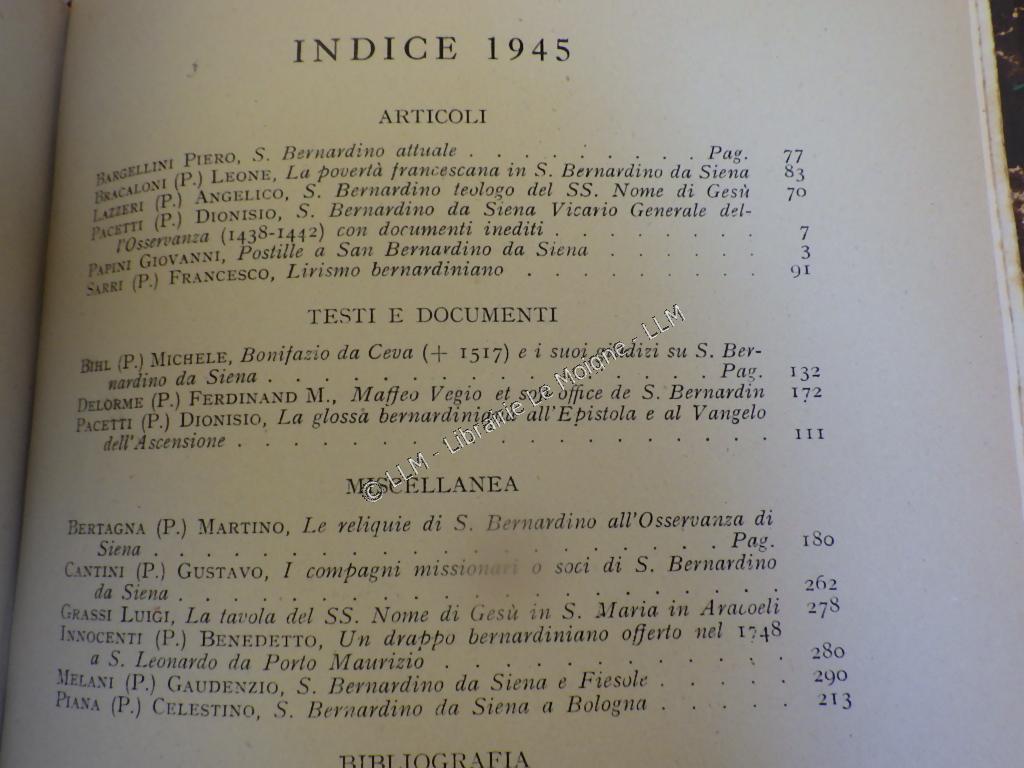 INDICE 1945
ARTICOLI
BARGELLINI PIERO, S. Bernardino attuale . . . . . . . . . Pag. 77
BRACALONI (P.) LEONE, La povertà francescana in S. Bernardino da Siena 83
LAZZERI (P.) ANGELICO, S. Bernardino teologo del SS. Nome di Gesù 70
PACETTI (P.) DIONISIO, S. Bernardino da Siena Vicario Generale del-
l'Osservanza (1438-1442) con documenti inediti . . . . . . . . 7
PAPINI GIOVANNI, Postille a San Bernardino da Siena . . . . . . 3
SARRI (P.) FRANCESCO, Lirismo bernardiniano . . . . . . . . . 91
TESTI E DOCUMENTI
BIHL (P.) MICHELE, Bonifazio da Ceva (+ 1517) e i suoi giudizi su S. Ber-
nardino da Siena . . . . . . . . . . . . . . . . . Pag. 132
DELORME (P.) FERDINAND M., Maffeo Vegio et son office de S. Bernardin 172
PACETTI (P.) DIONISIO, La glossa bernardiniana all'Epistola e al Vangelo
dell'Ascensione . . . . . . . . . . . . . . . . . . . 111
MISCELLANEA
BERTAGNA (P.) MARTINO, Le reliquie di S. Bernardino all'Osservanza di
Siena . . . . . . . . . . . . . . . . . . . . . Pag. 180
CANTINI (P.) GUSTAVO, I compagni missionari o soci di S. Bernardino
da Siena . . . . . . . . . . . . . . . . . . . . . . 262
GRASSI LUIGI, La tavola del SS. Nome di Gesù in S. Maria in Aracoeli 278
INNOCENTI (P.) BENEDETTO, Un drappo bernardiniano offerto nel 1748
a S. Leonardo da Porto Maurizio . . . . . . . . . . . . 280
MELANI (P.) GAUDENZIO, S. Bernardino da Siena e Fiesole . . . . . 290
PIANA (P.) CELESTINO, S. Bernardino da Siena a Bologna . . . . . 213
BIBLIOGRAFIA
© LLM - Librairie Le Moione - LLM